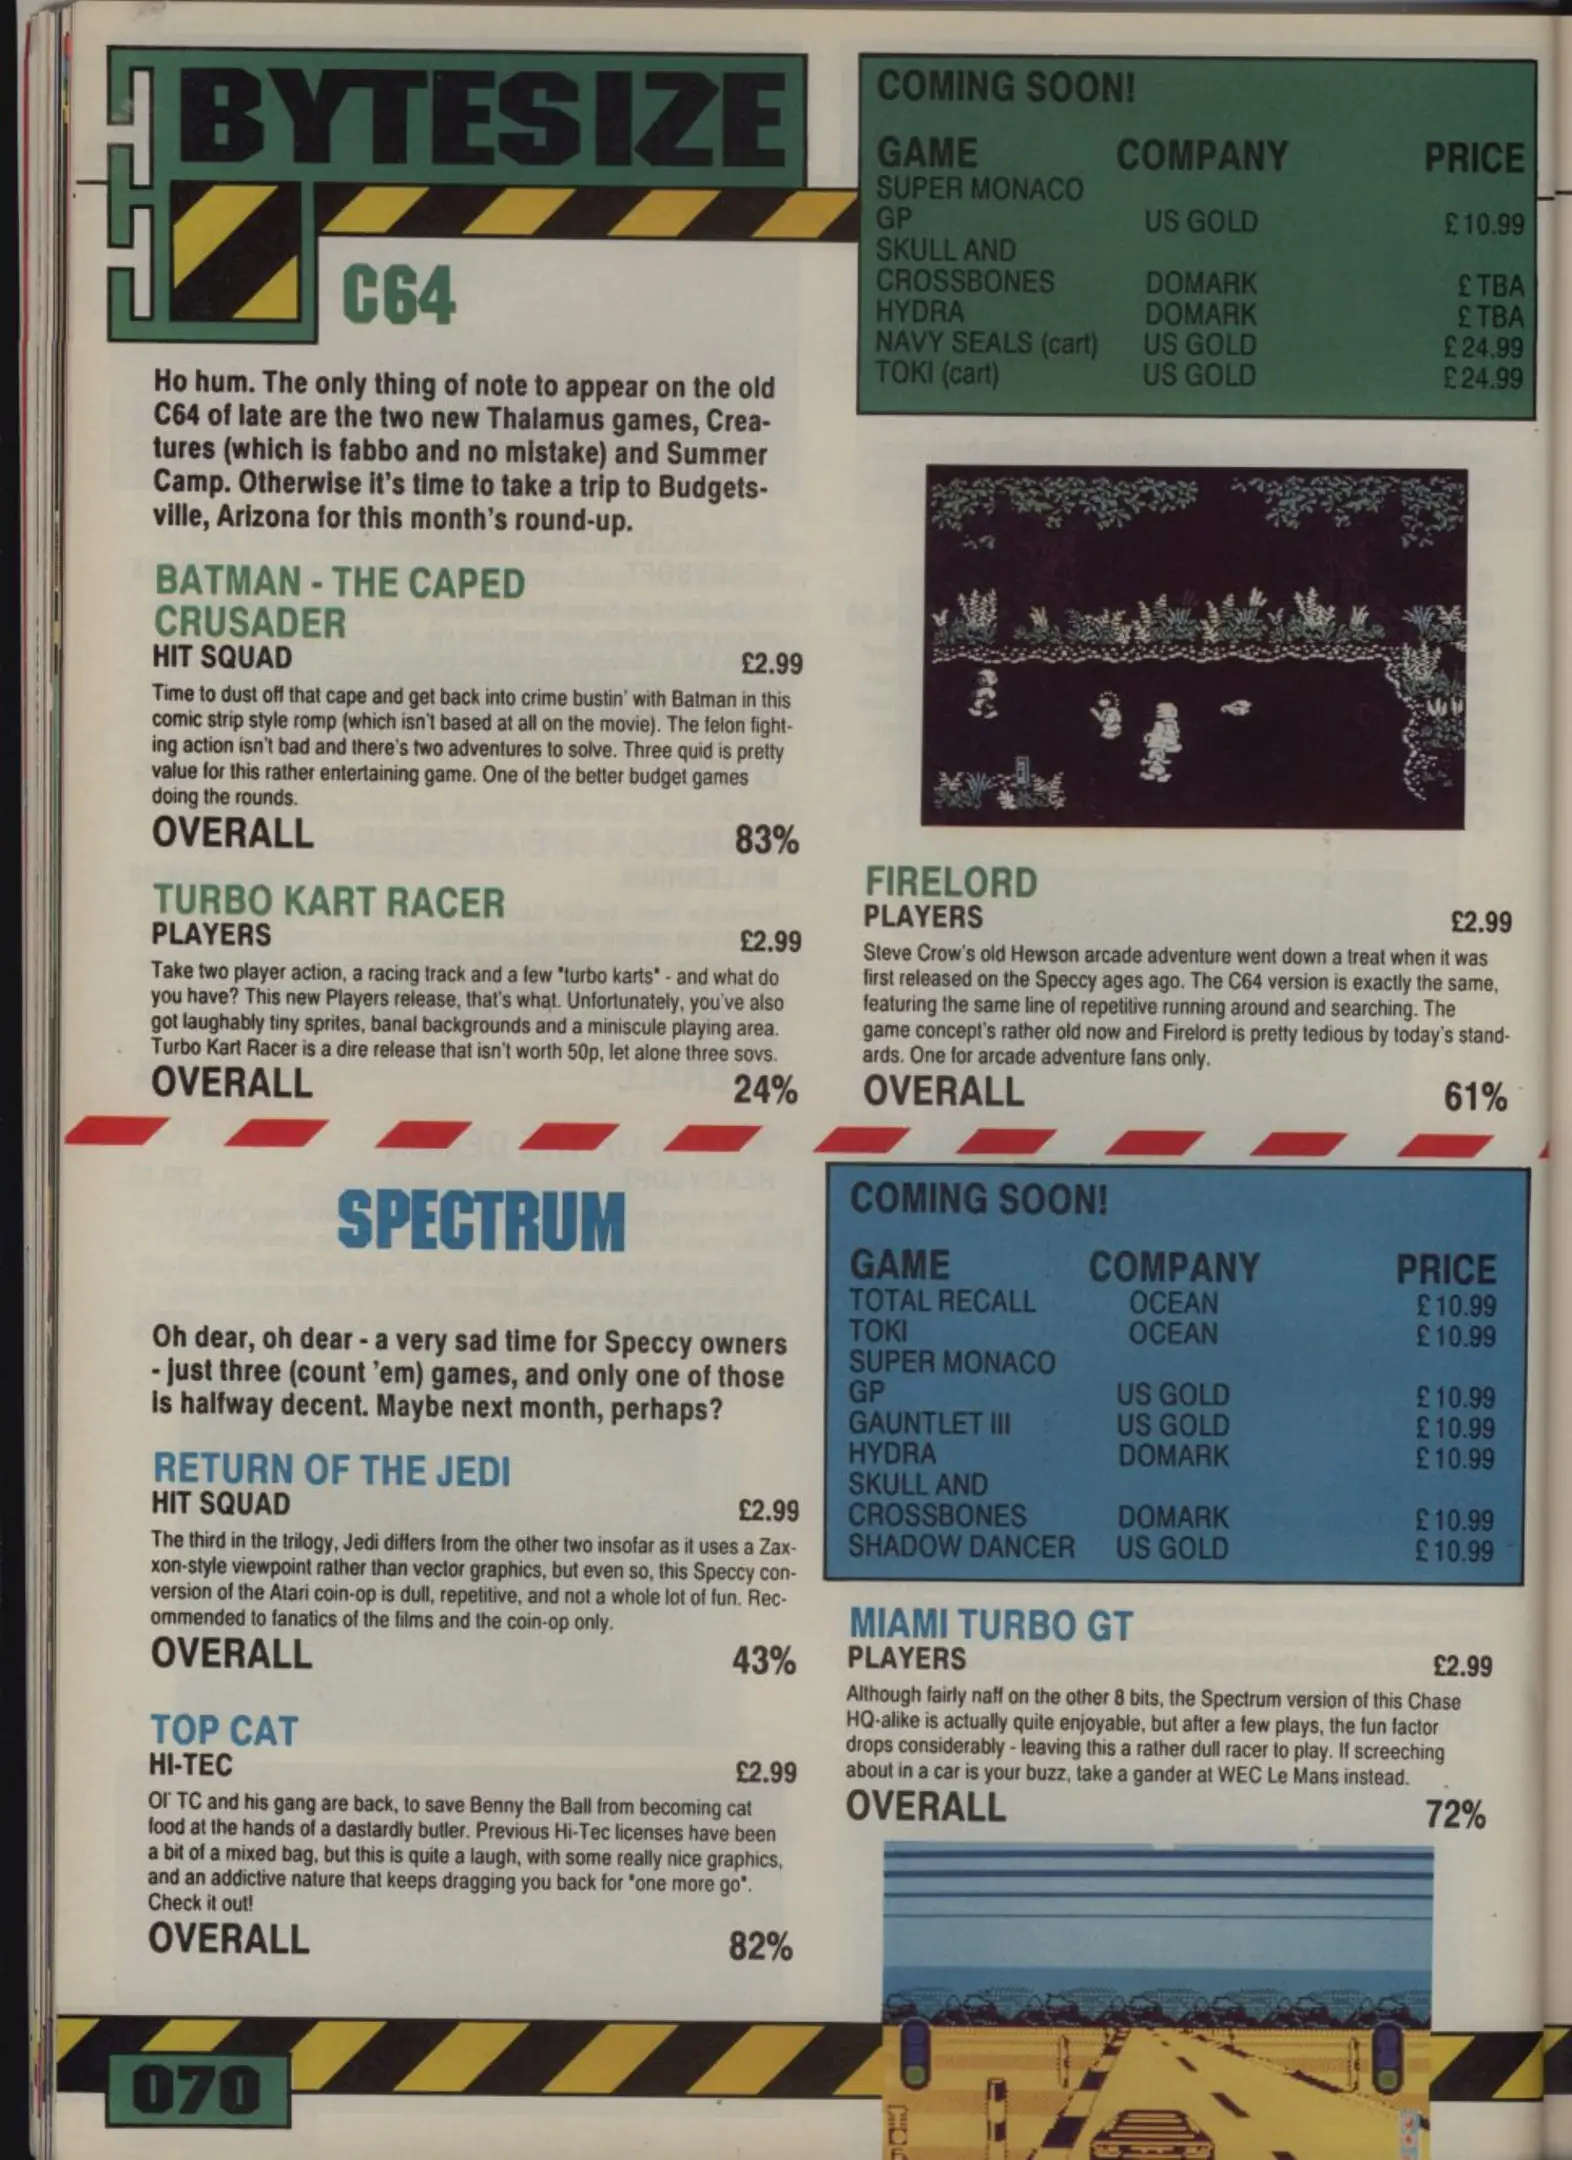 BYTESIZE
C64
Ho hum. The only thing of note to appear on the old
C64 of late are the two new Thalamus games, Crea-
tures (which is fabbo and no mistake) and Summer
Camp. Otherwise it's time to take a trip to Budgets-
ville, Arizona for this month's round-up.
BATMAN - THE CAPED
CRUSADER
HIT SQUAD £2.99
Time to dust off that cape and get back into crime bustin' with Batman in this
comic strip style romp (which isn't based at all on the movie). The felon fight-
ing action isn't bad and there's two adventures to solve. Three quid is pretty
value for this rather entertaining game. One of the better budget games
doing the rounds.
OVERALL 83%
TURBO KART RACER
PLAYERS £2.99
Take two player action, a racing track and a few "turbo karts" - and what do
you have? This new Players release, that's what. Unfortunately, you've also
got laughably tiny sprites, banal backgrounds and a miniscule playing area.
Turbo Kart Racer is a dire release that isn't worth 50p, let alone three sovs.
OVERALL 24%
COMING SOON!
GAME COMPANY PRICE
SUPER MONACO
GP US GOLD £10.99
SKULL AND
CROSSBONES DOMARK £TBA
HYDRA DOMARK £TBA
NAVY SEALS (cart) US GOLD £24.99
TOKI (cart) US GOLD £24.99
FIRELORD
PLAYERS £2.99
Steve Crow's old Hewson arcade adventure went down a treat when it was
first released on the Speccy ages ago. The C64 version is exactly the same,
featuring the same line of repetitive running around and searching. The
game concept's rather old now and Firelord is pretty tedious by today's stand-
ards. One for arcade adventure fans only.
OVERALL 61%
SPECTRUM
Oh dear, oh dear - a very sad time for Speccy owners
- just three (count 'em) games, and only one of those
is halfway decent. Maybe next month, perhaps?
RETURN OF THE JEDI
HIT SQUAD £2.99
The third in the trilogy, Jedi differs from the other two insofar as it uses a Zax-
xon-style viewpoint rather than vector graphics, but even so, this Speccy con-
version of the Atari coin-op is dull, repetitive, and not a whole lot of fun. Rec-
ommended to fanatics of the films and the coin-op only.
OVERALL 43%
TOP CAT
HI-TEC £2.99
Ol' TC and his gang are back, to save Benny the Ball from becoming cat
food at the hands of a dastardly butler. Previous Hi-Tec licenses have been
a bit of a mixed bag, but this is quite a laugh, with some really nice graphics,
and an addictive nature that keeps dragging you back for "one more go".
Check it out!
OVERALL 82%
COMING SOON!
GAME COMPANY PRICE
TOTAL RECALL OCEAN £10.99
TOKI OCEAN £10.99
SUPER MONACO
GP US GOLD £10.99
GAUNTLET III US GOLD £10.99
HYDRA DOMARK £10.99
SKULL AND
CROSSBONES DOMARK £10.99
SHADOW DANCER US GOLD £10.99
MIAMI TURBO GT
PLAYERS £2.99
Although fairly naff on the other 8 bits, the Spectrum version of this Chase
HQ-alike is actually quite enjoyable, but after a few plays, the fun factor
drops considerably - leaving this a rather dull racer to play. If screeching
about in a car is your buzz, take a gander at WEC Le Mans instead.
OVERALL 72%
070